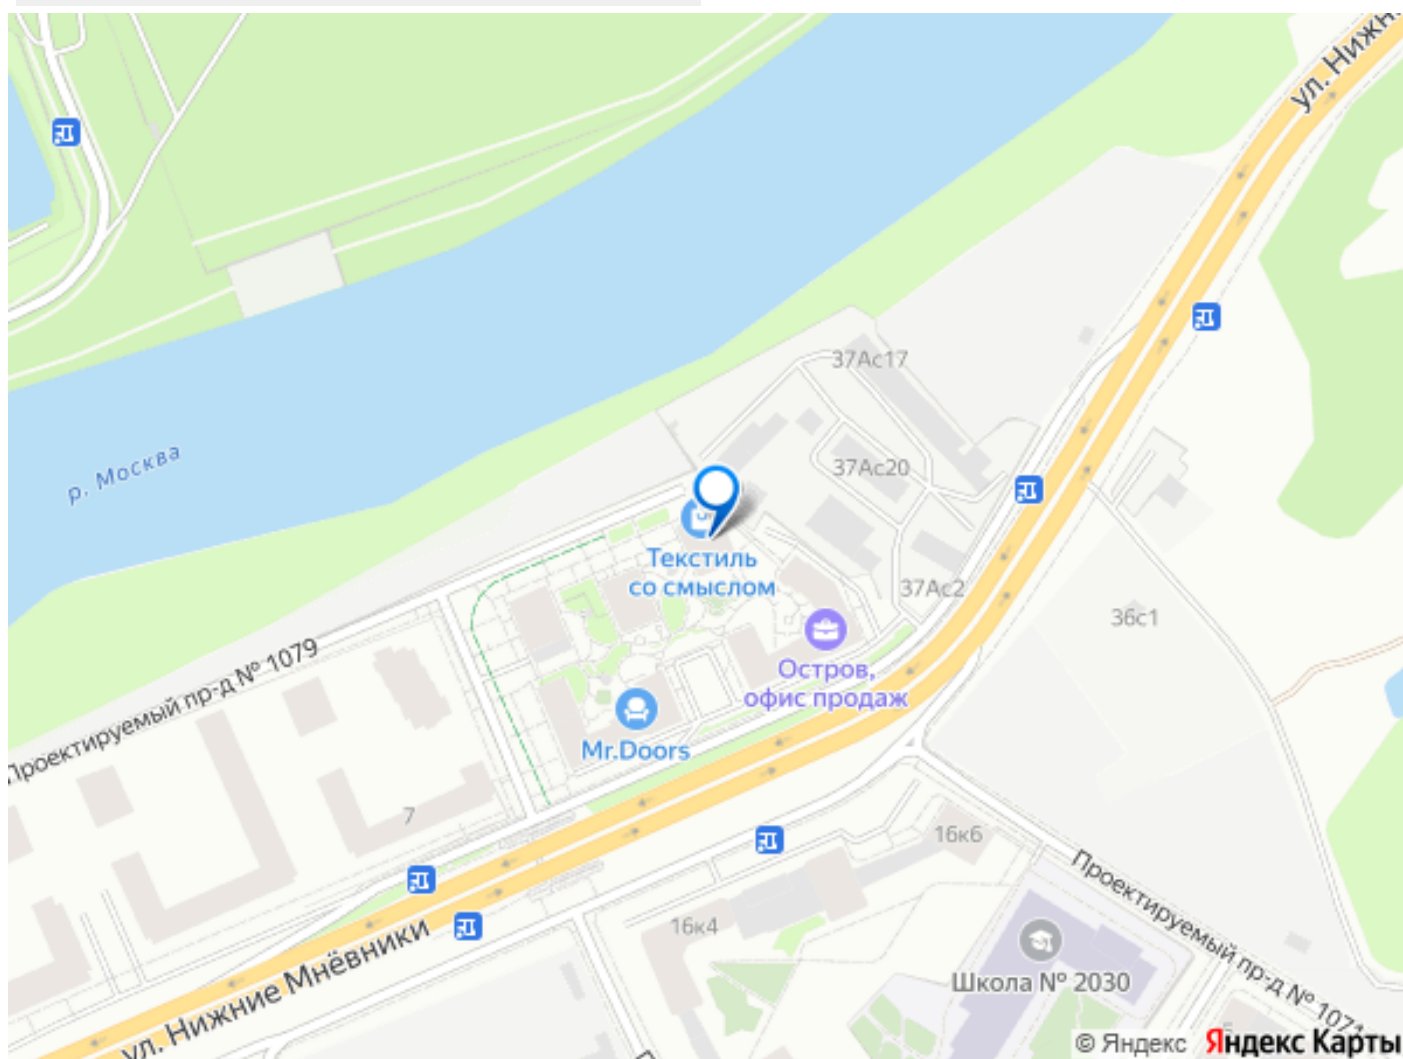 ул. Нижн
37Ас17
р. Москва
37Ас20
Текстиль
со смыслом
37Ас2
36с1
Остров,
офис продаж
Проектируемый пр-д № 1079
Mr.Doors
7
16к6
Проектируемый пр-д № 1071
16к4
ул. Нижние Мнёвники
Школа № 2030
© Яндекс Яндекс Карты